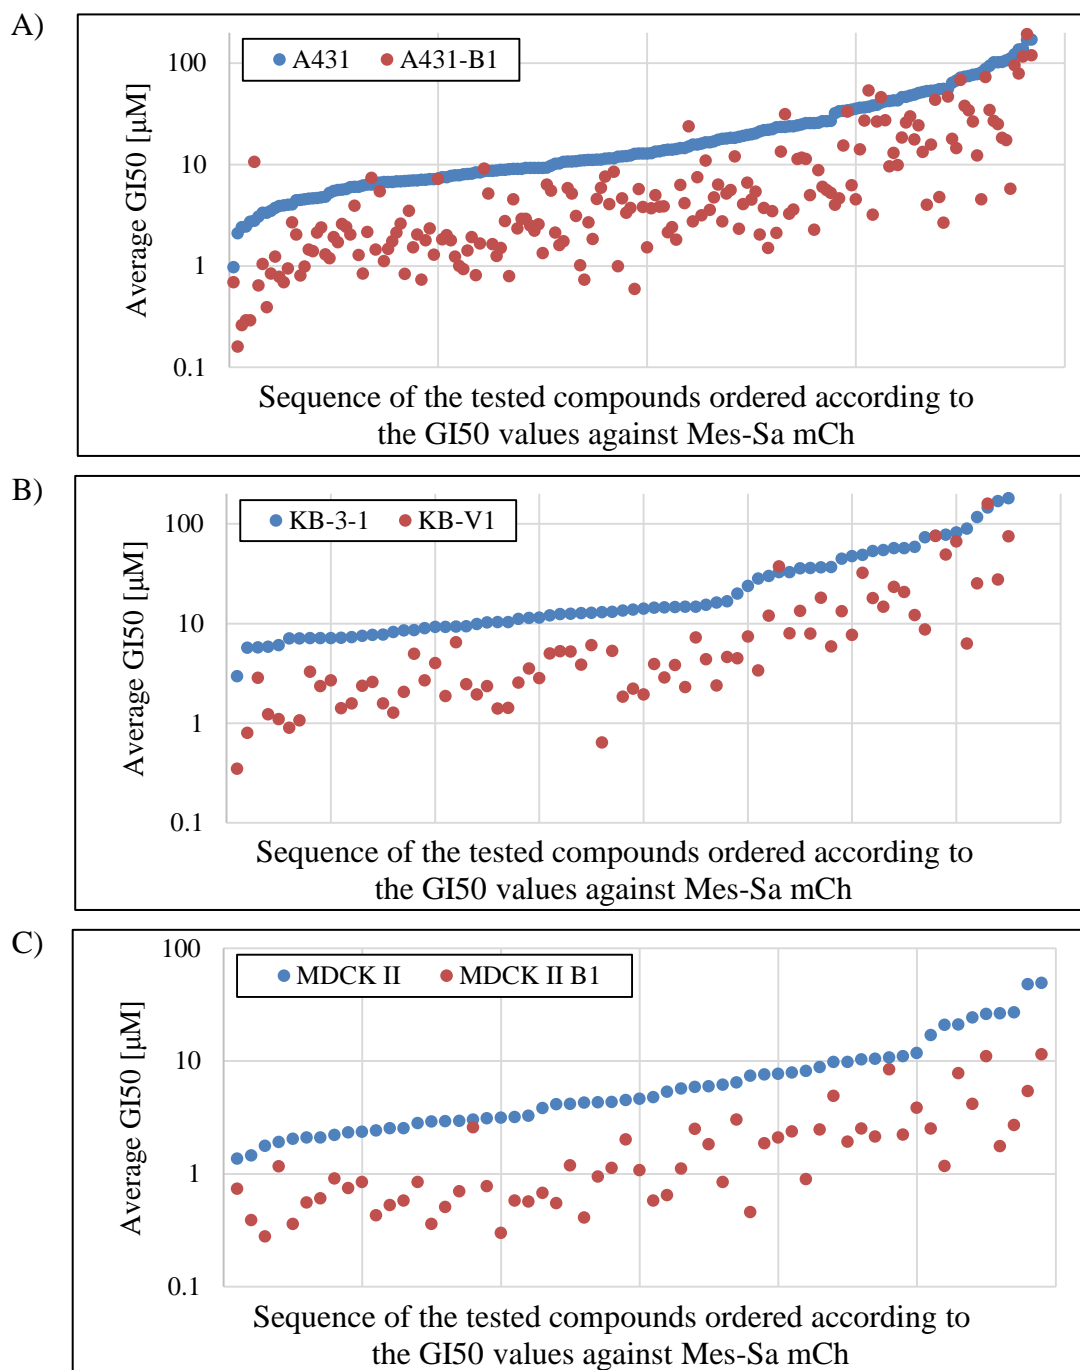 A)
A431 A431-B1
100
10
1
0.1
Average GI50 [µM]
Sequence of the tested compounds ordered according to
the GI50 values against Mes-Sa mCh
B)
KB-3-1 KB-V1
100
10
1
0.1
Average GI50 [µM]
Sequence of the tested compounds ordered according to
the GI50 values against Mes-Sa mCh
C)
MDCK II MDCK II B1
100
10
1
0.1
Average GI50 [µM]
Sequence of the tested compounds ordered according to
the GI50 values against Mes-Sa mCh